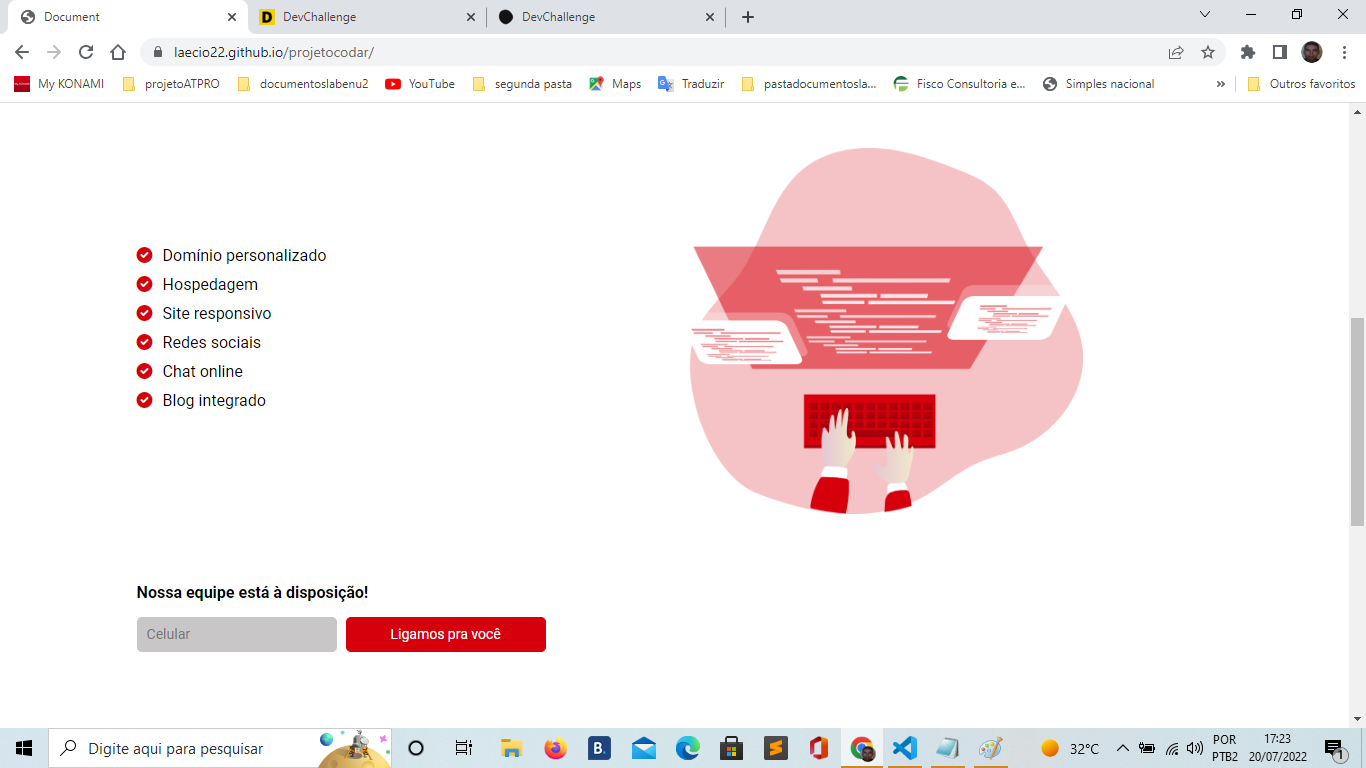 Document
DevChallenge
DevChallenge
laecio22.github.io/projetocodar/
My KONAMI
projetoATPRO
documentoslabenu2
YouTube
segunda pasta
Maps
Traduzir
pastadocumentosla...
Fisco Consultoria e...
Simples nacional
»
Outros favoritos
Domínio personalizado
Hospedagem
Site responsivo
Redes sociais
Chat online
Blog integrado
Nossa equipe está à disposição!
Celular
Ligamos pra você
Digite aqui para pesquisar
B.
32°C
POR
PTB2
17:23
20/07/2022
1